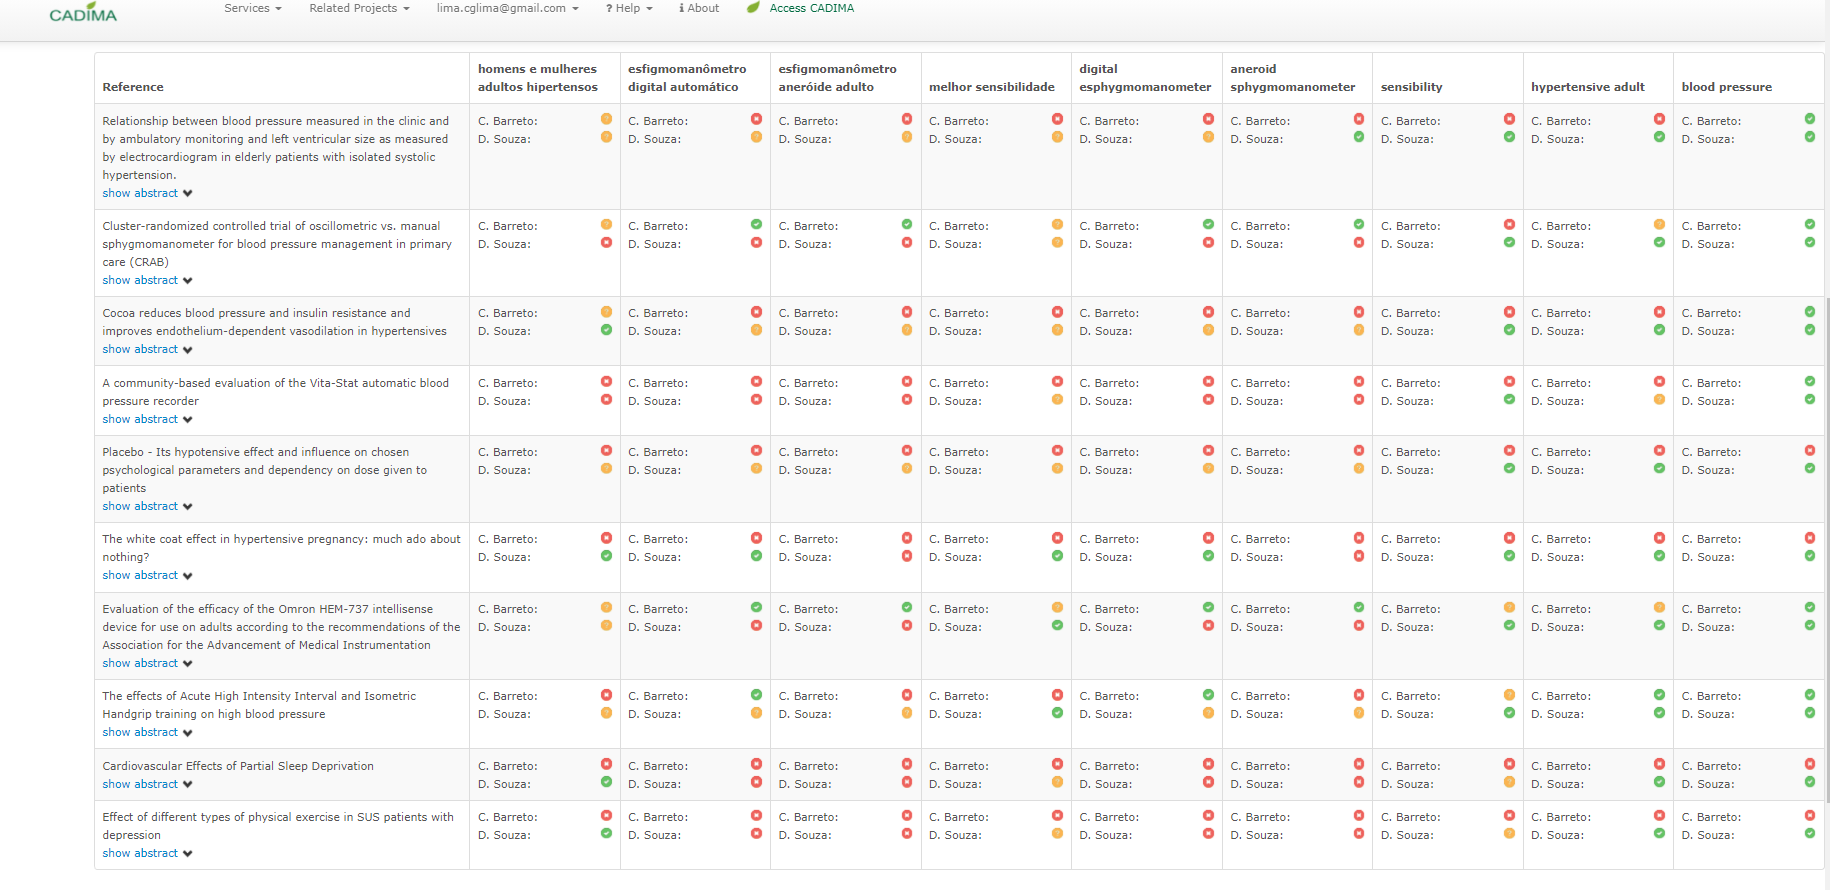 CADIMA
Services Related Projects lima.cglima@gmail.com ? Help i About Access CADIMA
Reference
homens e mulheres
adultos hipertensos
esfigmomanômetro
digital automático
esfigmomanômetro
aneróide adulto
melhor sensibilidade
digital
esphygmomanometer
aneroid
sphygmomanometer
sensibility
hypertensive adult
blood pressure
Relationship between blood pressure measured in the clinic and
by ambulatory monitoring and left ventricular size as measured
by electrocardiogram in elderly patients with isolated systolic
hypertension.
show abstract
C. Barreto: C. Barreto: C. Barreto: C. Barreto: C. Barreto: C. Barreto: C. Barreto: C. Barreto: C. Barreto:
D. Souza: D. Souza: D. Souza: D. Souza: D. Souza: D. Souza: D. Souza: D. Souza: D. Souza:
Cluster-randomized controlled trial of oscillometric vs. manual
sphygmomanometer for blood pressure management in primary
care (CRAB)
show abstract
C. Barreto: C. Barreto: C. Barreto: C. Barreto: C. Barreto: C. Barreto: C. Barreto: C. Barreto: C. Barreto:
D. Souza: D. Souza: D. Souza: D. Souza: D. Souza: D. Souza: D. Souza: D. Souza: D. Souza:
Cocoa reduces blood pressure and insulin resistance and
improves endothelium-dependent vasodilation in hypertensives
show abstract
C. Barreto: C. Barreto: C. Barreto: C. Barreto: C. Barreto: C. Barreto: C. Barreto: C. Barreto: C. Barreto:
D. Souza: D. Souza: D. Souza: D. Souza: D. Souza: D. Souza: D. Souza: D. Souza: D. Souza:
A community-based evaluation of the Vita-Stat automatic blood
pressure recorder
show abstract
C. Barreto: C. Barreto: C. Barreto: C. Barreto: C. Barreto: C. Barreto: C. Barreto: C. Barreto: C. Barreto:
D. Souza: D. Souza: D. Souza: D. Souza: D. Souza: D. Souza: D. Souza: D. Souza: D. Souza:
Placebo - Its hypotensive effect and influence on chosen
psychological parameters and dependency on dose given to
patients
show abstract
C. Barreto: C. Barreto: C. Barreto: C. Barreto: C. Barreto: C. Barreto: C. Barreto: C. Barreto: C. Barreto:
D. Souza: D. Souza: D. Souza: D. Souza: D. Souza: D. Souza: D. Souza: D. Souza: D. Souza:
The white coat effect in hypertensive pregnancy: much ado about
nothing?
show abstract
C. Barreto: C. Barreto: C. Barreto: C. Barreto: C. Barreto: C. Barreto: C. Barreto: C. Barreto: C. Barreto:
D. Souza: D. Souza: D. Souza: D. Souza: D. Souza: D. Souza: D. Souza: D. Souza: D. Souza:
Evaluation of the efficacy of the Omron HEM-737 intellisense
device for use on adults according to the recommendations of the
Association for the Advancement of Medical Instrumentation
show abstract
C. Barreto: C. Barreto: C. Barreto: C. Barreto: C. Barreto: C. Barreto: C. Barreto: C. Barreto: C. Barreto:
D. Souza: D. Souza: D. Souza: D. Souza: D. Souza: D. Souza: D. Souza: D. Souza: D. Souza:
The effects of Acute High Intensity Interval and Isometric
Handgrip training on high blood pressure
show abstract
C. Barreto: C. Barreto: C. Barreto: C. Barreto: C. Barreto: C. Barreto: C. Barreto: C. Barreto: C. Barreto:
D. Souza: D. Souza: D. Souza: D. Souza: D. Souza: D. Souza: D. Souza: D. Souza: D. Souza:
Cardiovascular Effects of Partial Sleep Deprivation
show abstract
C. Barreto: C. Barreto: C. Barreto: C. Barreto: C. Barreto: C. Barreto: C. Barreto: C. Barreto: C. Barreto:
D. Souza: D. Souza: D. Souza: D. Souza: D. Souza: D. Souza: D. Souza: D. Souza: D. Souza:
Effect of different types of physical exercise in SUS patients with
depression
show abstract
C. Barreto: C. Barreto: C. Barreto: C. Barreto: C. Barreto: C. Barreto: C. Barreto: C. Barreto: C. Barreto:
D. Souza: D. Souza: D. Souza: D. Souza: D. Souza: D. Souza: D. Souza: D. Souza: D. Souza: